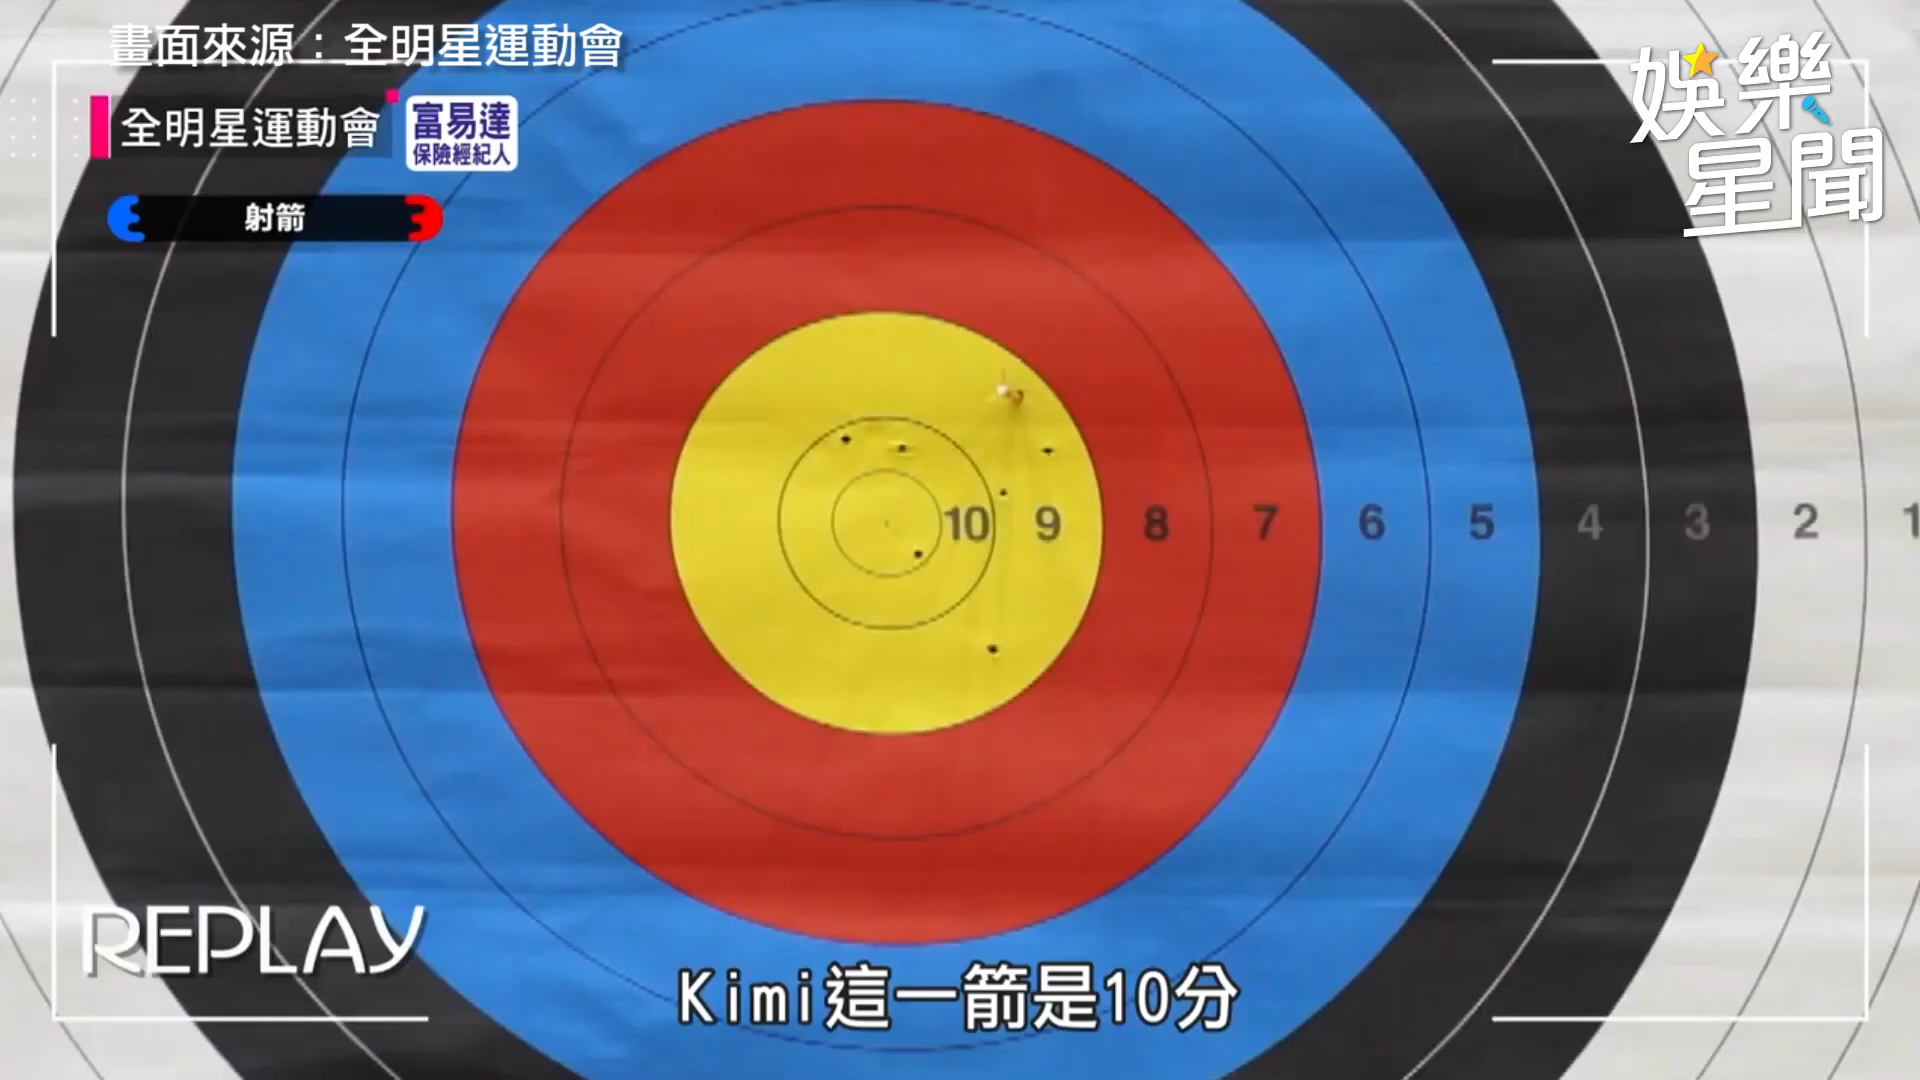 畫面來源：全明星運動會
娛樂
星聞
全明星運動會
富易達
保險經紀人
射箭
10 9 8 7 6 5 4 3 2 1
REPLAY
Kimi這一箭是10分